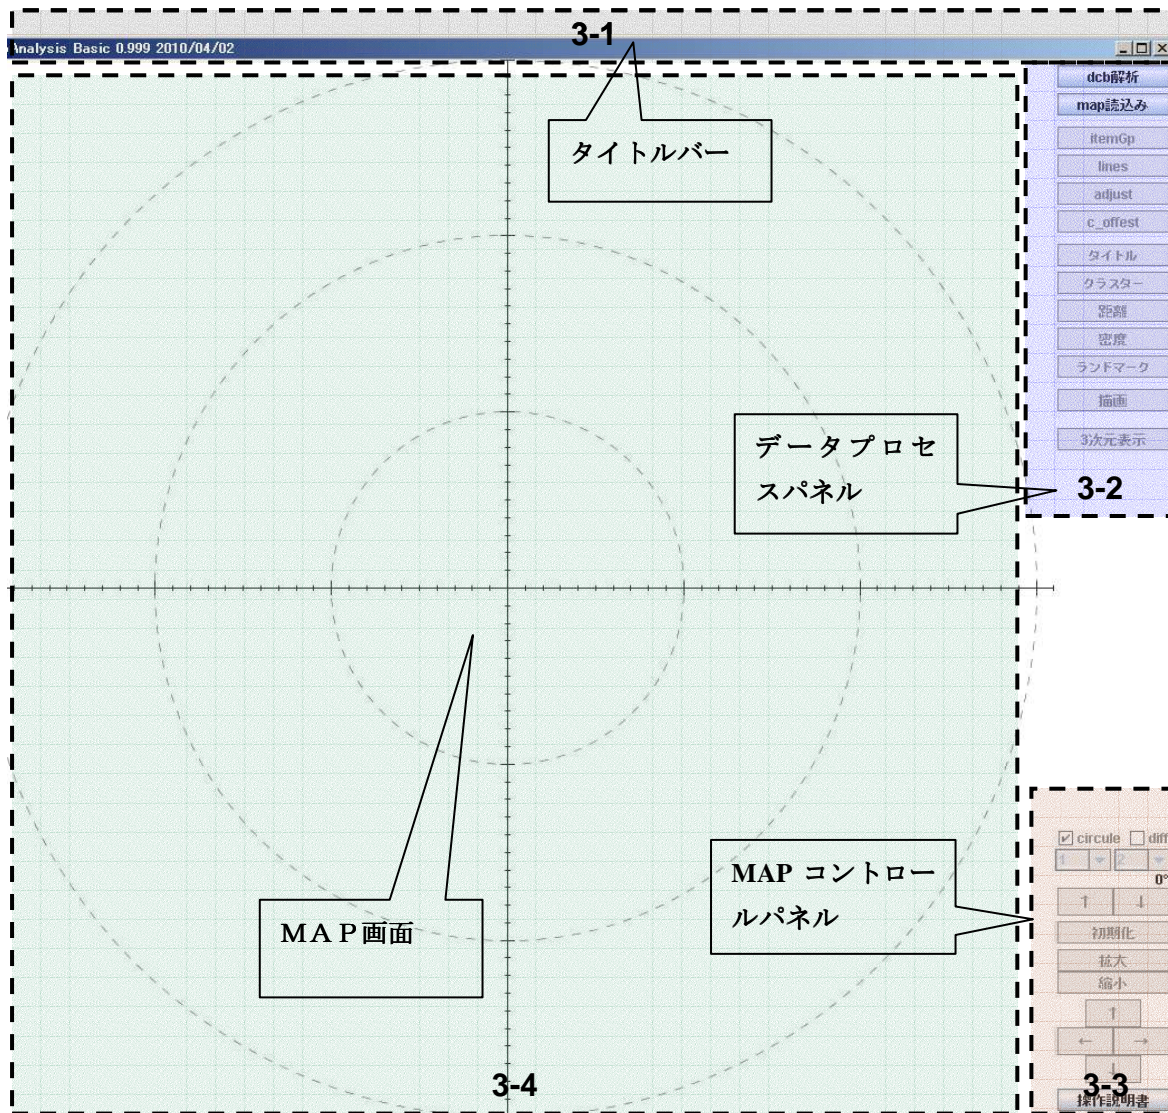 3-1
Analysis Basic 0.999 2010/04/02
タイトルバー
dcb解析
map読込み
itemGp
lines
adjust
c_offest
タイトル
クラスター
距離
密度
ランドマーク
描画
3次元表示
データプロセ
スパネル
3-2
circule diff
1 2
0°
↑ ↓
初期化
拡大
縮小
↑
← →
↓
操作説明書
3-3
MAP コントロー
ルパネル
ＭＡＰ画面
3-4